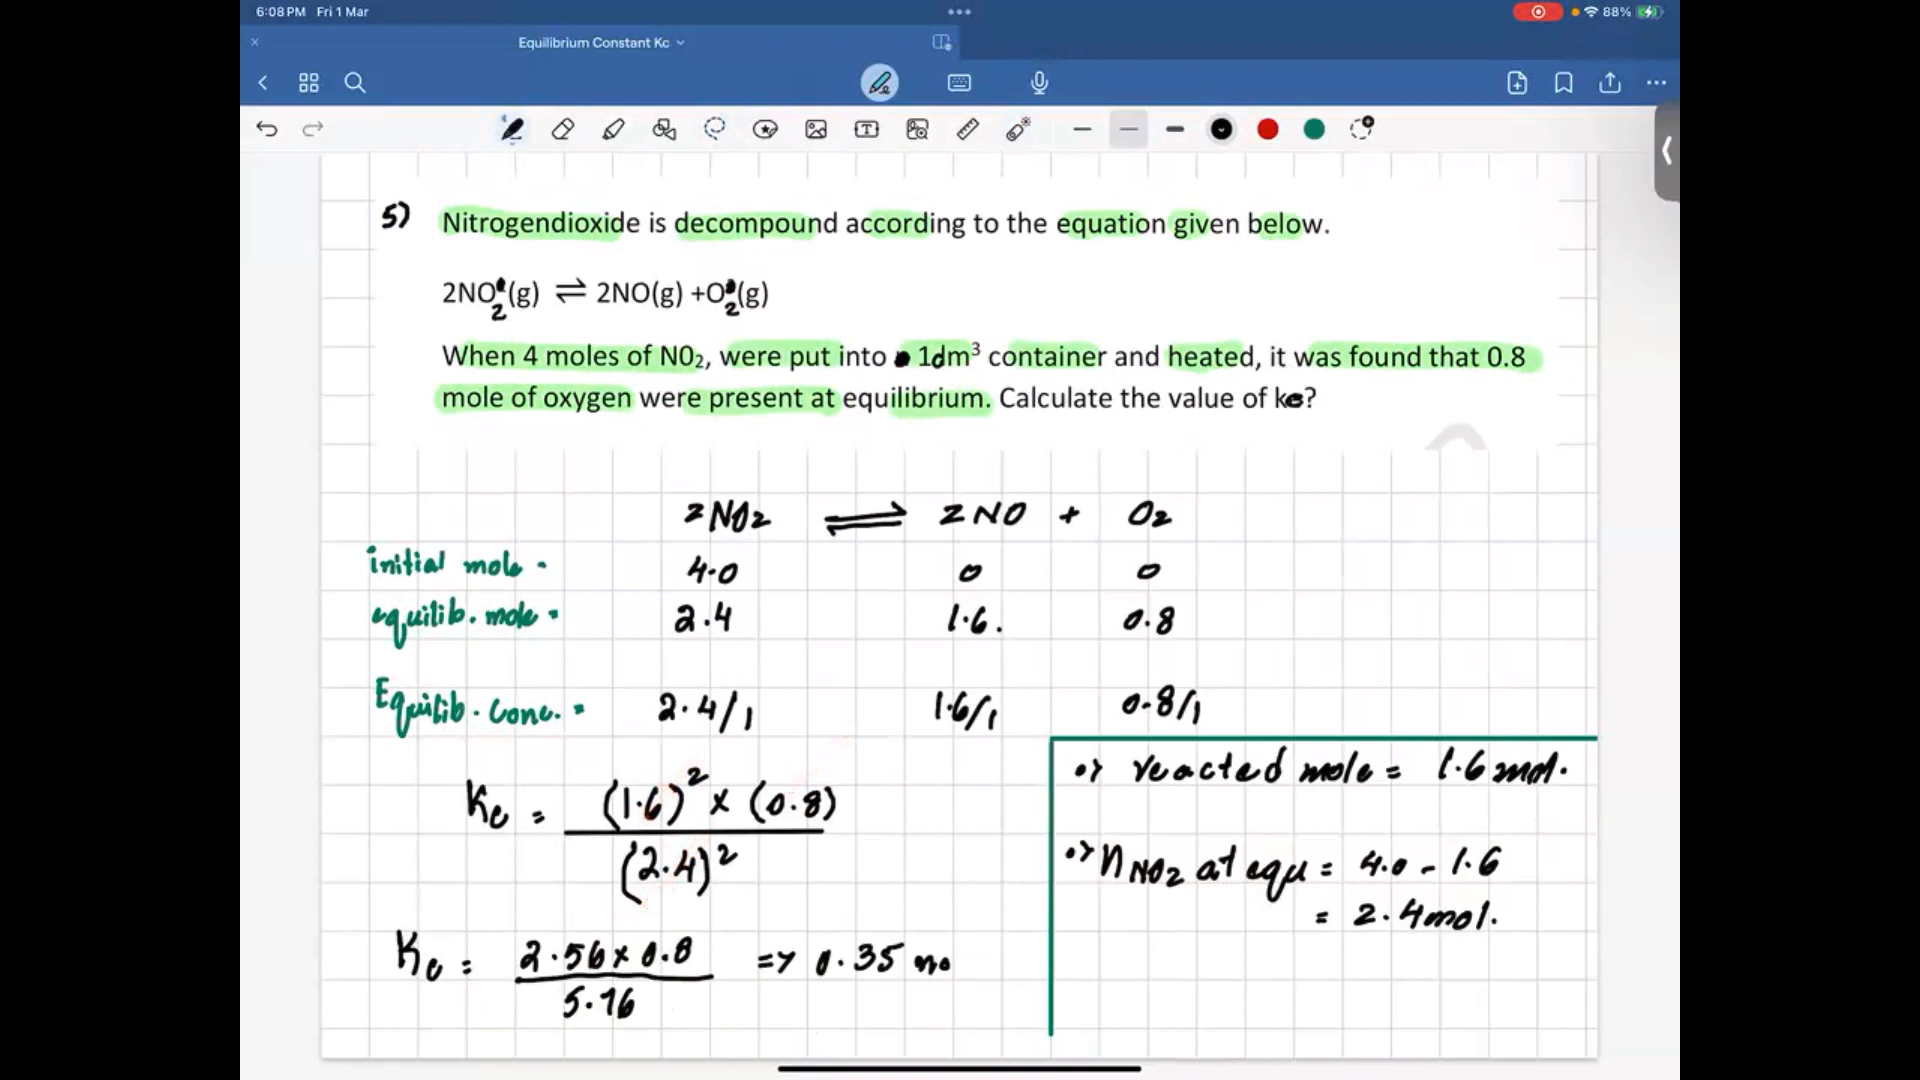 6:08 PM Fri 1 Mar
88%
Equilibrium Constant Kc
5) Nitrogendioxide is decompound according to the equation given below.
2NO2(g) ⇌ 2NO(g) +O2(g)
When 4 moles of N0₂, were put into 1dm³ container and heated, it was found that 0.8
mole of oxygen were present at equilibrium. Calculate the value of kc?
2NO2 ⇌ 2NO + O2
initial mole - 4.0 0 0
equilib. mole = 2.4 1.6. 0.8
Equilib. conc. = 2.4/1 1.6/1 0.8/1
Kc = (1.6)² x (0.8)
(2.4)²
Kc = 2.56 x 0.8 => 0.35 mo
5.76
reacted mole = 1.6 mol.
nNO2 at equ = 4.0 - 1.6
= 2.4 mol.